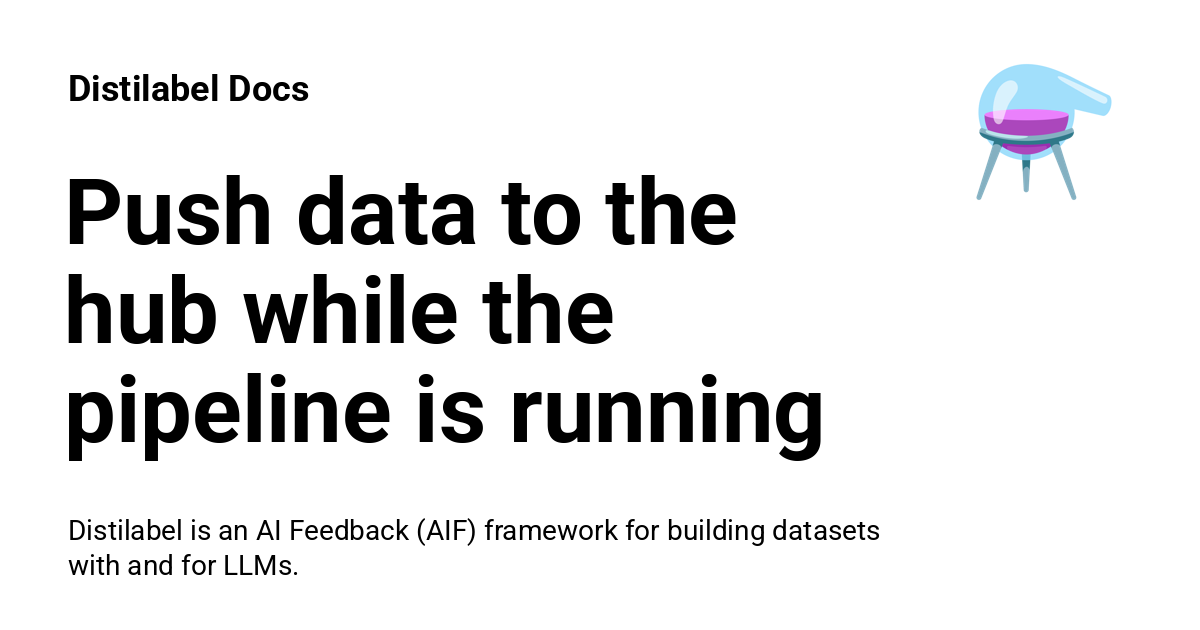 Distilabel Docs
Push data to the
hub while the
pipeline is running
Distilabel is an AI Feedback (AIF) framework for building datasets
with and for LLMs.